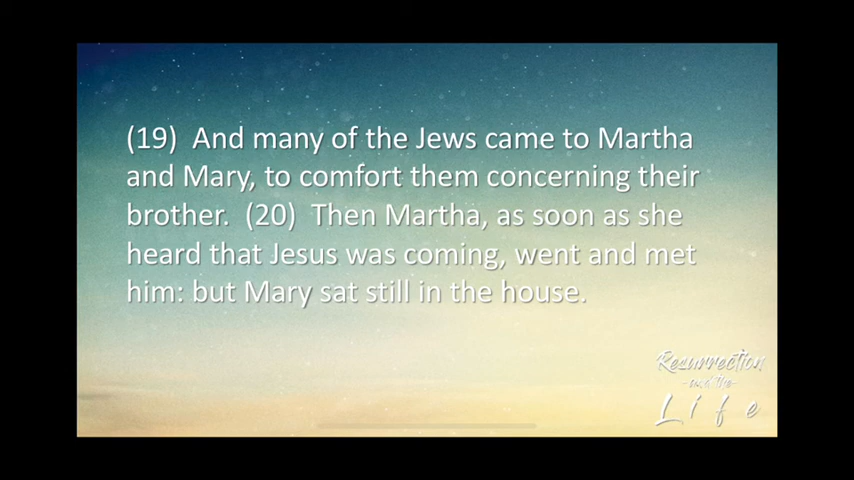 (19) And many of the Jews came to Martha
and Mary, to comfort them concerning their
brother. (20) Then Martha, as soon as she
heard that Jesus was coming, went and met
him: but Mary sat still in the house.
Resurrection
-and the-
Life